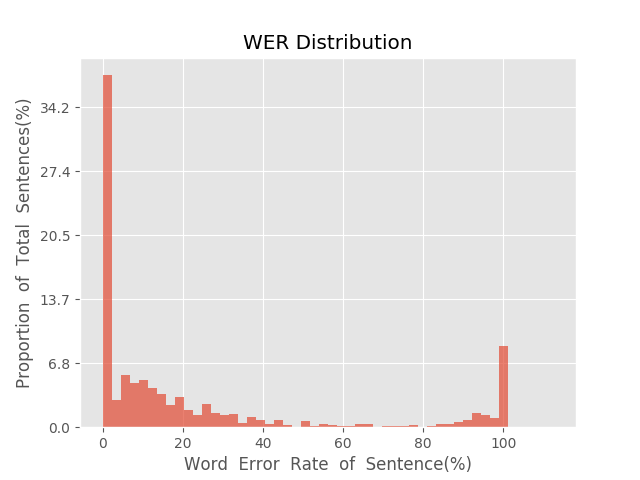 WER Distribution
Proportion of Total Sentences(%)
34.2
27.4
20.5
13.7
6.8
0.0
0 20 40 60 80 100
Word Error Rate of Sentence(%)